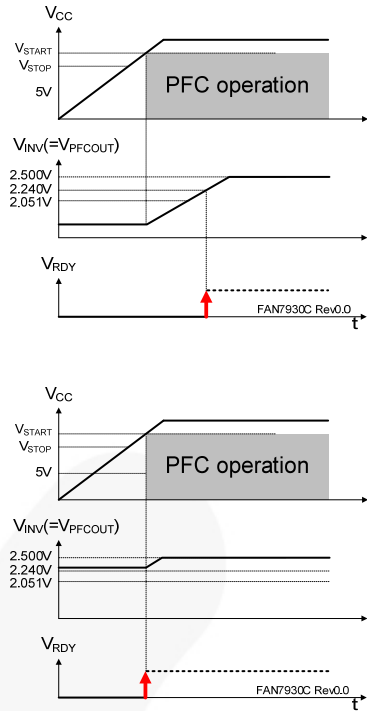 VCC
VSTART
VSTOP
5V
PFC operation
VINV(=VPFCOUT)
2.500V
2.240V
2.051V
VRDY
FAN7930C Rev0.0
t
VCC
VSTART
VSTOP
5V
PFC operation
VINV(=VPFCOUT)
2.500V
2.240V
2.051V
VRDY
FAN7930C Rev0.0
t